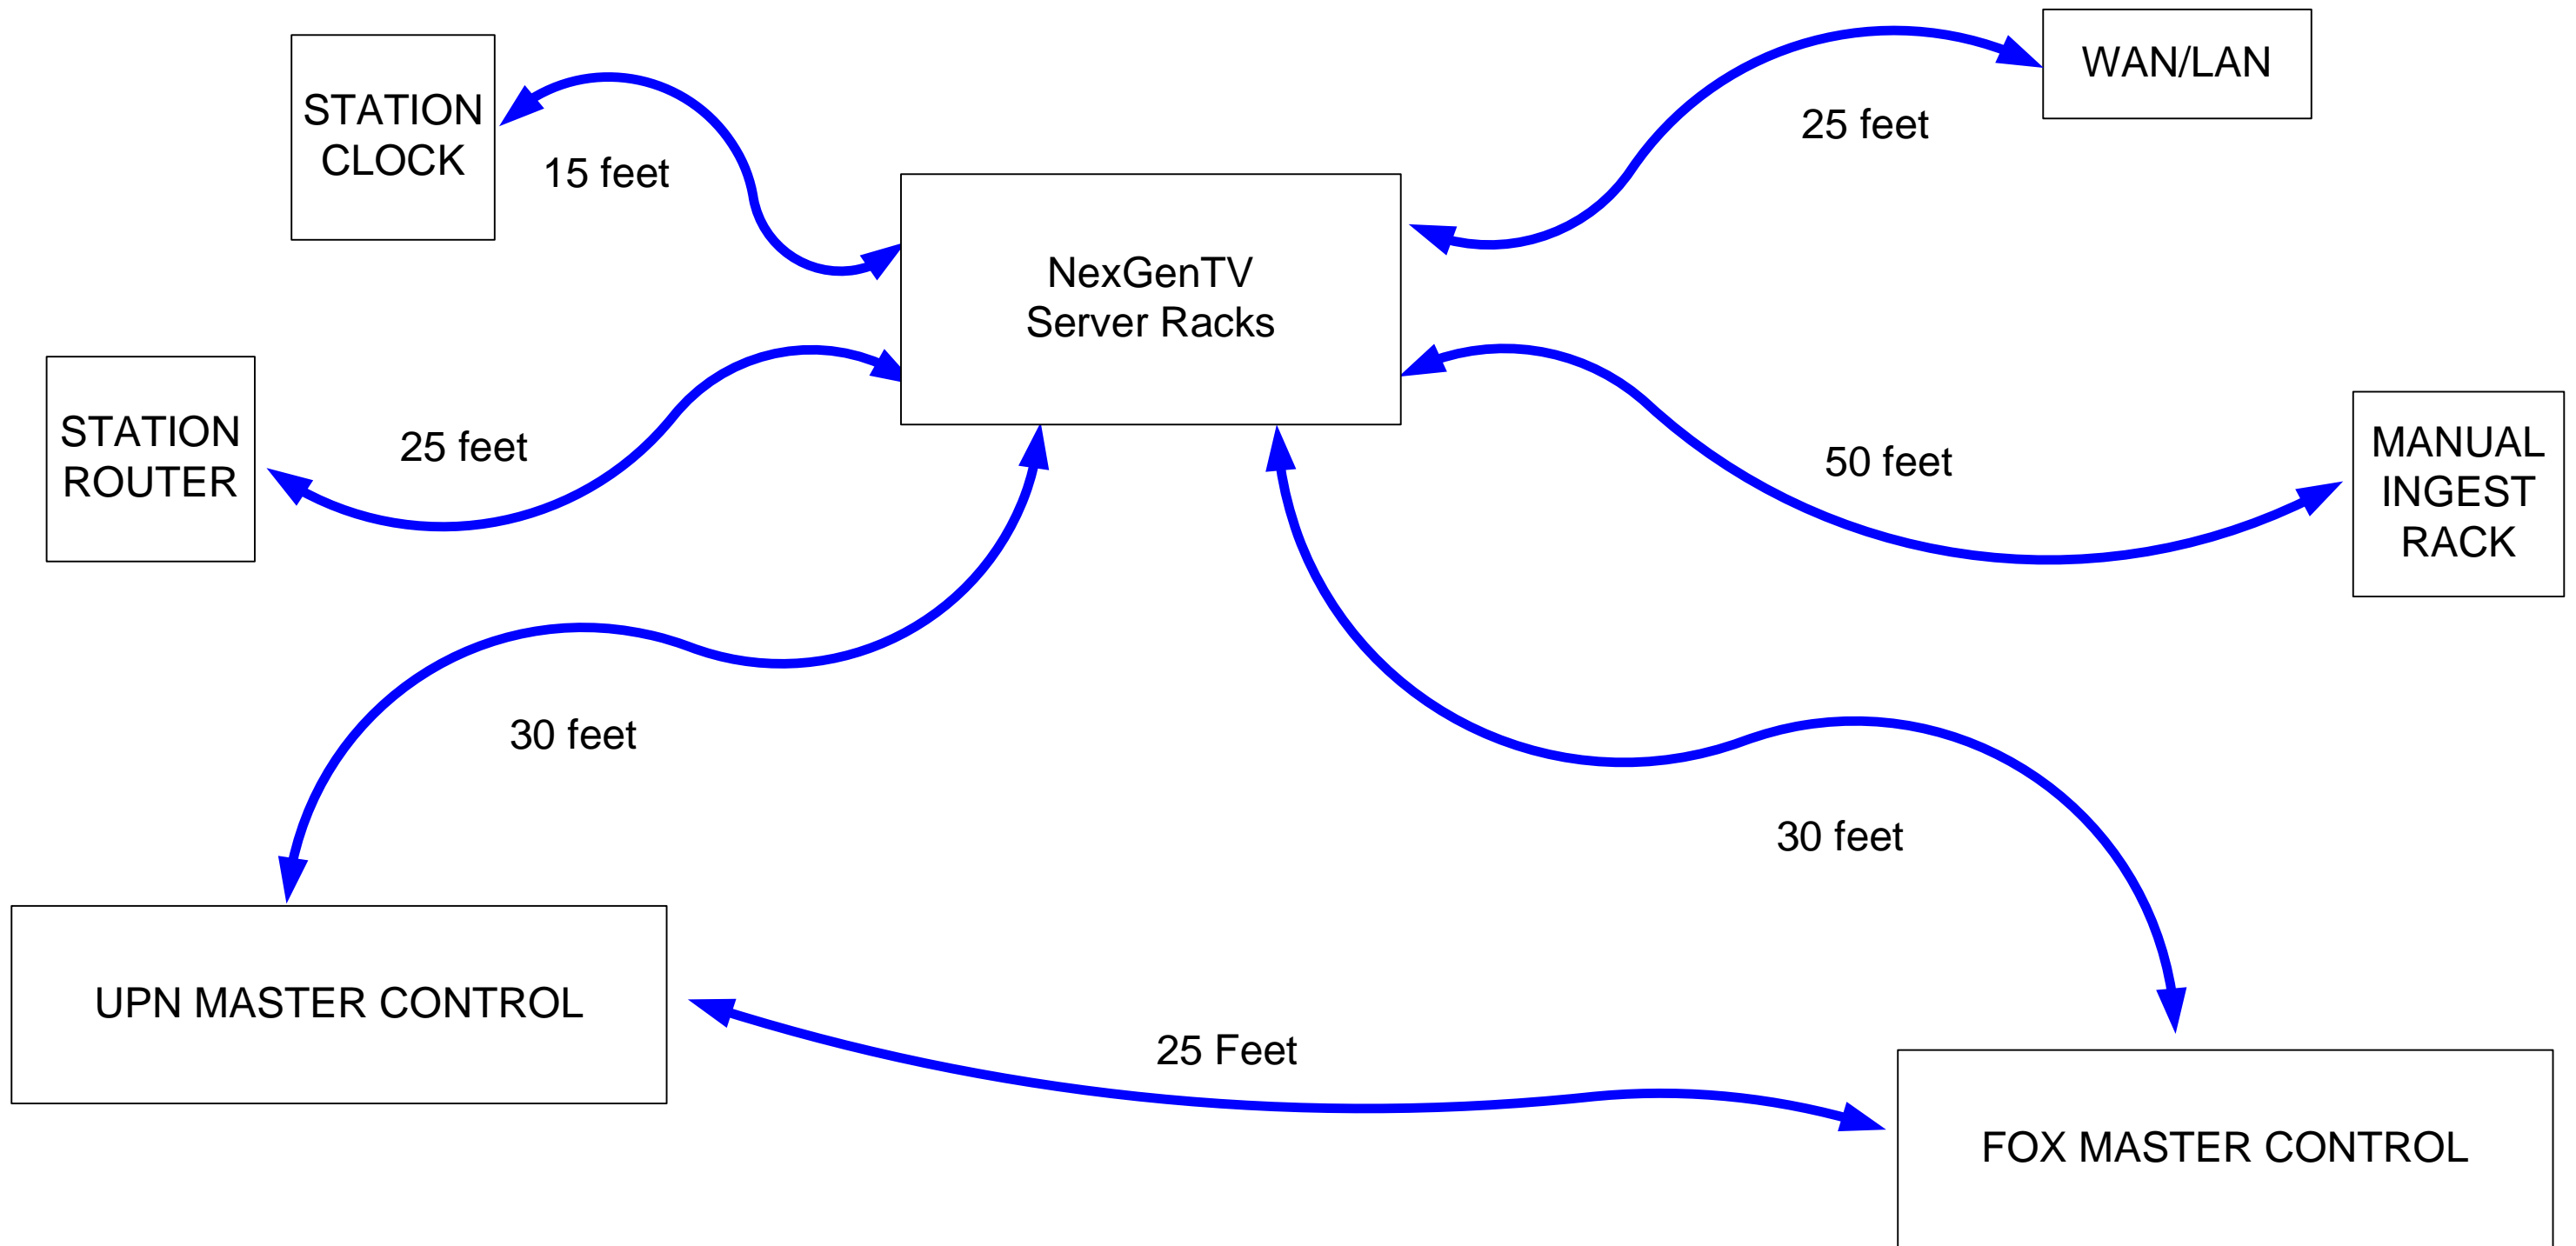 WAN/LAN
STATION
CLOCK
25 feet
15 feet
NexGenTV
Server Racks
STATION
ROUTER
25 feet
50 feet
MANUAL
INGEST
RACK
30 feet
30 feet
UPN MASTER CONTROL
25 Feet
FOX MASTER CONTROL